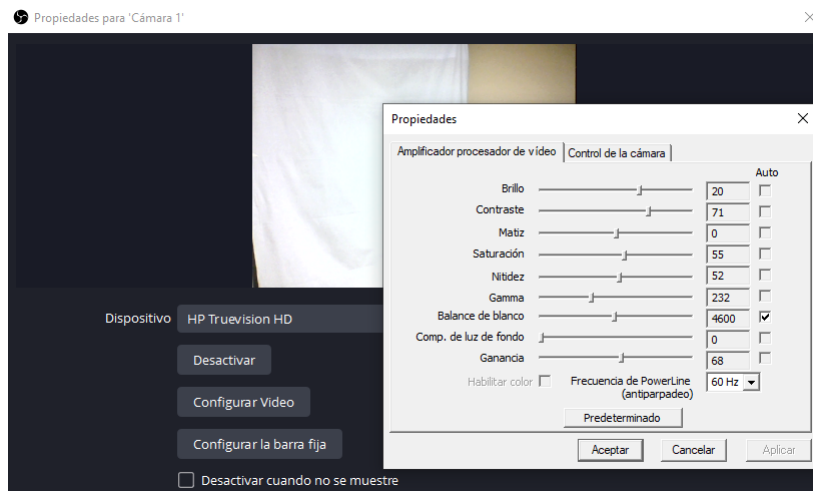 Propiedades para 'Cámara 1'
Propiedades
Amplificador procesador de vídeo Control de la cámara
Auto
Brillo 20
Contraste 71
Matiz 0
Saturación 55
Nitidez 52
Gamma 232
Balance de blanco 4600
Comp. de luz de fondo 0
Ganancia 68
Habilitar color Frecuencia de PowerLine 60 Hz
(antiparpadeo)
Predeterminado
Aceptar Cancelar Aplicar
Dispositivo HP Truevision HD
Desactivar
Configurar Video
Configurar la barra fija
Desactivar cuando no se muestre